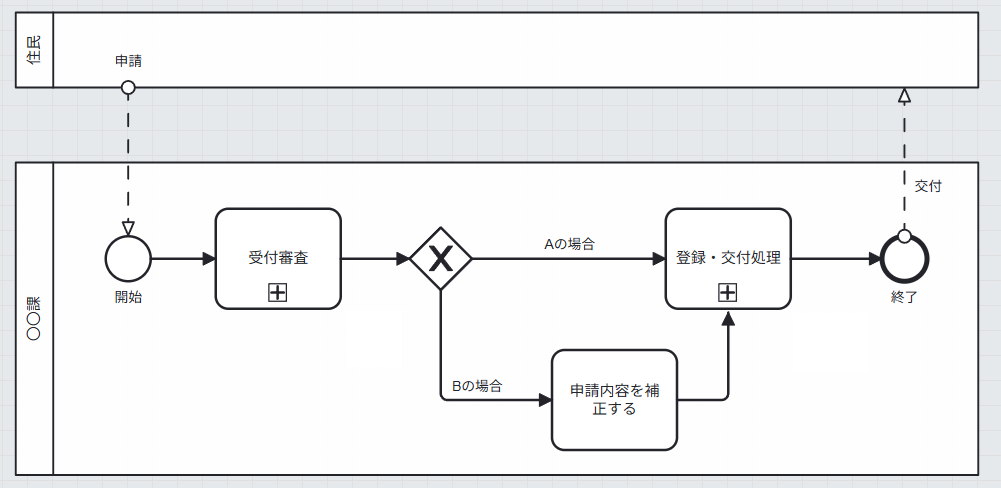 住民
申請
交付
〇〇課
開始
受付審査
X
Aの場合
Bの場合
申請内容を補
正する
登録・交付処理
終了